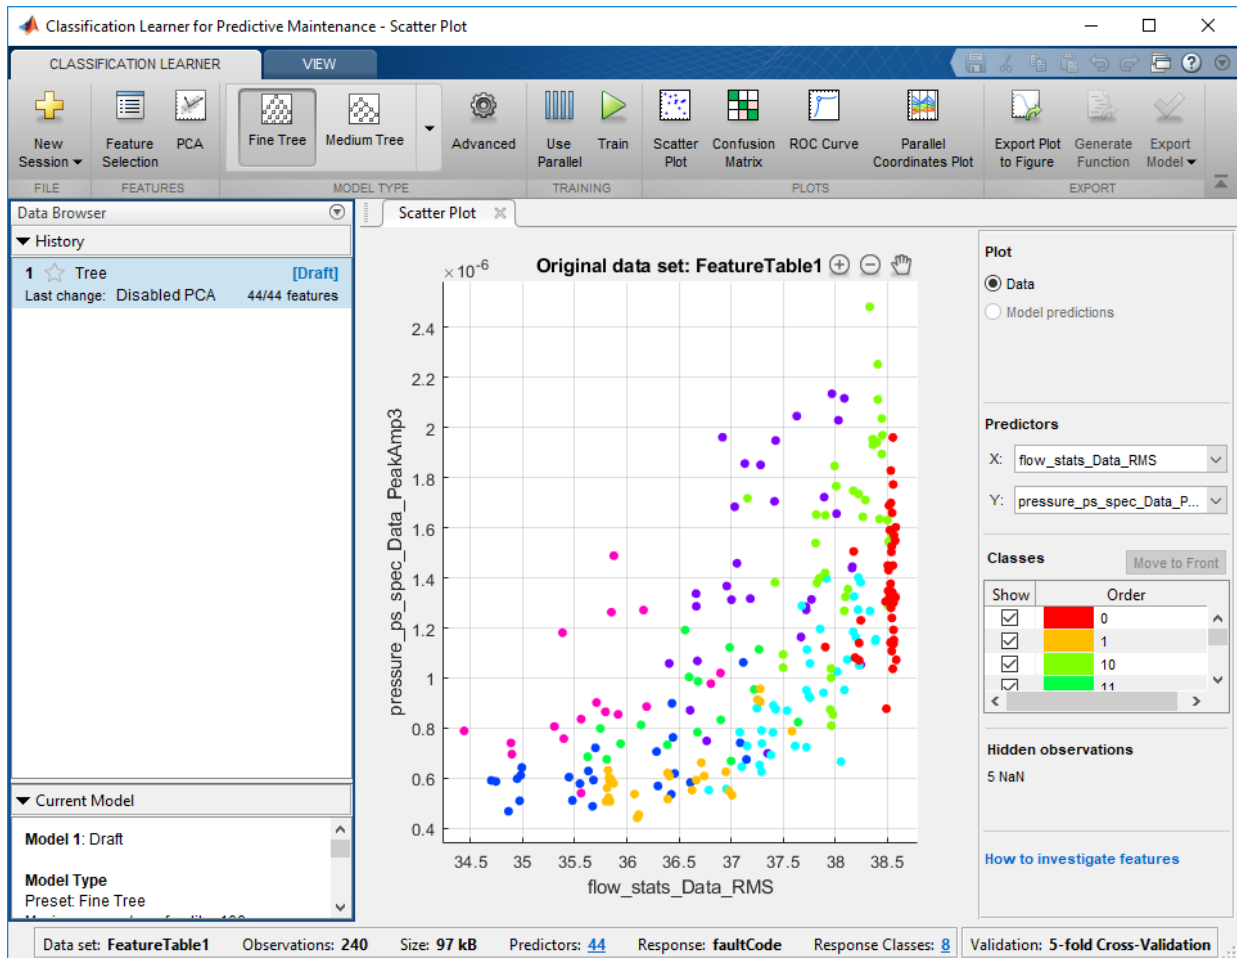 Classification Learner for Predictive Maintenance - Scatter Plot
CLASSIFICATION LEARNER
VIEW
New Session
Feature Selection
PCA
Fine Tree
Medium Tree
Advanced
Use Parallel
Train
Scatter Plot
Confusion Matrix
ROC Curve
Parallel Coordinates Plot
Export Plot to Figure
Generate Function
Export Model
FILE
FEATURES
MODEL TYPE
TRAINING
PLOTS
EXPORT
Data Browser
History
1 Tree [Draft]
Last change: Disabled PCA 44/44 features
Current Model
Model 1: Draft
Model Type
Preset: Fine Tree
Scatter Plot
×10-6
Original data set: FeatureTable1
2.4
2.2
2
1.8
1.6
1.4
1.2
1
0.8
0.6
0.4
pressure_ps_spec_Data_PeakAmp3
34.5 35 35.5 36 36.5 37 37.5 38 38.5
flow_stats_Data_RMS
Plot
Data
Model predictions
Predictors
X: flow_stats_Data_RMS
Y: pressure_ps_spec_Data_P...
Classes
Move to Front
Show Order
0
1
10
11
Hidden observations
5 NaN
How to investigate features
Data set: FeatureTable1 Observations: 240 Size: 97 kB Predictors: 44 Response: faultCode Response Classes: 8 Validation: 5-fold Cross-Validation